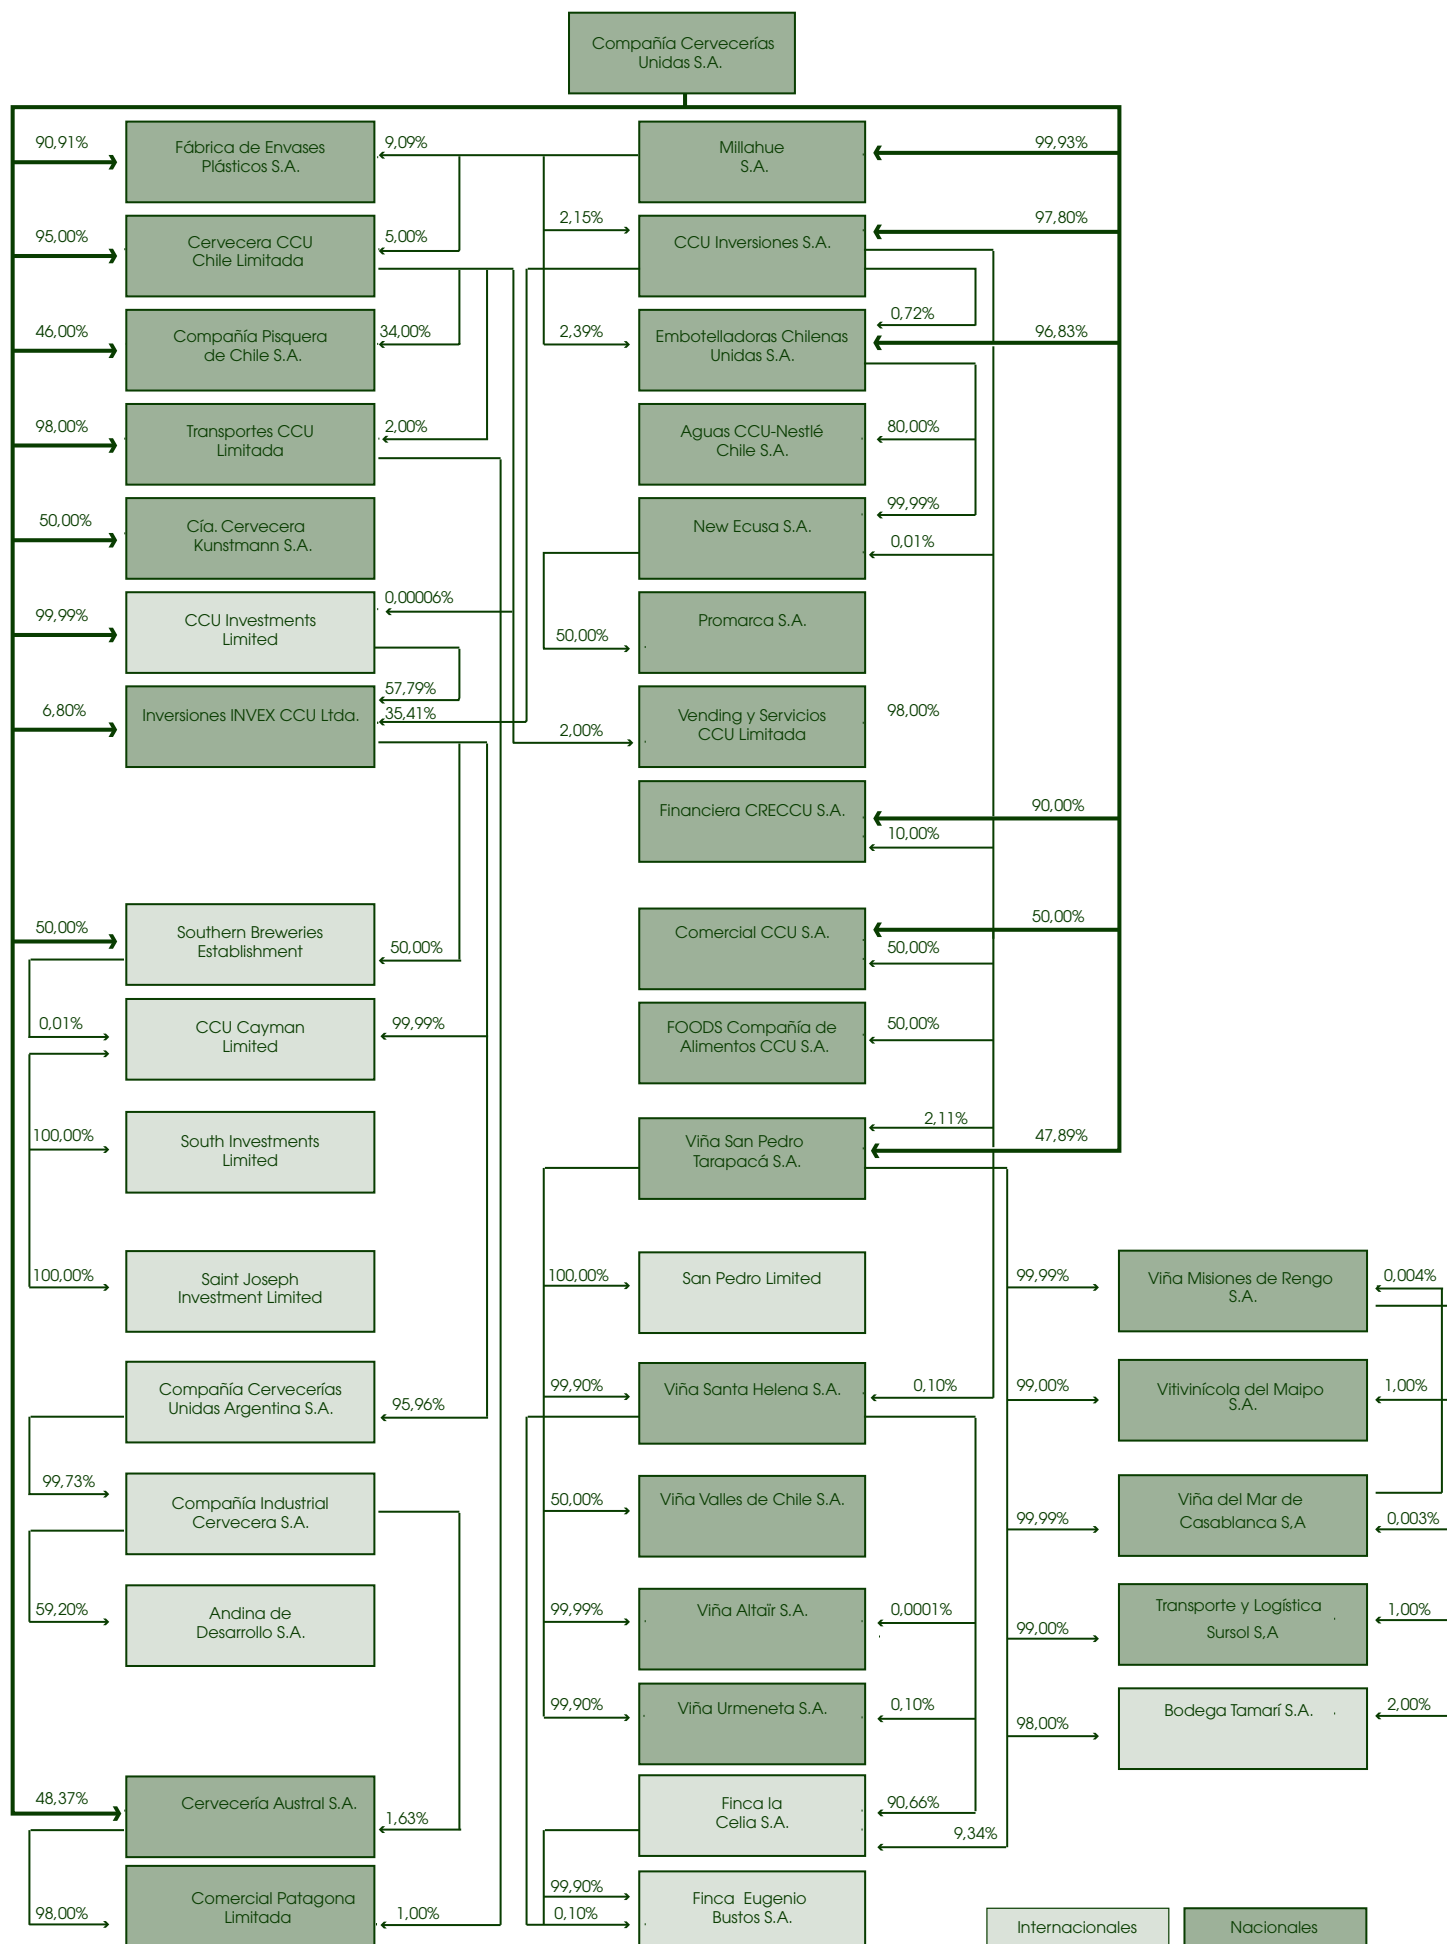 Compañía Cervecerías
Unidas S.A.
90,91%
Fábrica de Envases
Plásticos S.A.
9,09%
Millahue
S.A.
99,93%
95,00%
Cervecera CCU
Chile Limitada
5,00%
2,15%
CCU Inversiones S.A.
97,80%
46,00%
Compañía Pisquera
de Chile S.A.
34,00%
2,39%
Embotelladoras Chilenas
Unidas S.A.
0,72%
96,83%
98,00%
Transportes CCU
Limitada
2,00%
Aguas CCU-Nestlé
Chile S.A.
80,00%
50,00%
Cía. Cervecera
Kunstmann S.A.
New Ecusa S.A.
99,99%
0,01%
99,99%
CCU Investments
Limited
0,00006%
50,00%
Promarca S.A.
6,80%
Inversiones INVEX CCU Ltda.
57,79%
35,41%
2,00%
Vending y Servicios
CCU Limitada
98,00%
Financiera CRECCU S.A.
90,00%
10,00%
50,00%
Southern Breweries
Establishment
50,00%
Comercial CCU S.A.
50,00%
50,00%
0,01%
CCU Cayman
Limited
99,99%
FOODS Compañía de
Alimentos CCU S.A.
50,00%
100,00%
South Investments
Limited
Viña San Pedro
Tarapacá S.A.
2,11%
47,89%
100,00%
Saint Joseph
Investment Limited
100,00%
San Pedro Limited
99,99%
Viña Misiones de Rengo
S.A.
0,004%
Compañía Cervecerías
Unidas Argentina S.A.
95,96%
99,90%
Viña Santa Helena S.A.
0,10%
99,00%
Vitivinícola del Maipo
S.A.
1,00%
99,73%
Compañía Industrial
Cervecera S.A.
50,00%
Viña Valles de Chile S.A.
99,99%
Viña del Mar de
Casablanca S,A
0,003%
59,20%
Andina de
Desarrollo S.A.
99,99%
Viña Altaïr S.A.
0,0001%
99,00%
Transporte y Logística
Sursol S,A
1,00%
99,90%
Viña Urmeneta S.A.
0,10%
98,00%
Bodega Tamarí S.A.
2,00%
48,37%
Cervecería Austral S.A.
1,63%
Finca la
Celia S.A.
90,66%
9,34%
98,00%
Comercial Patagona
Limitada
1,00%
99,90%
0,10%
Finca Eugenio
Bustos S.A.
Internacionales
Nacionales